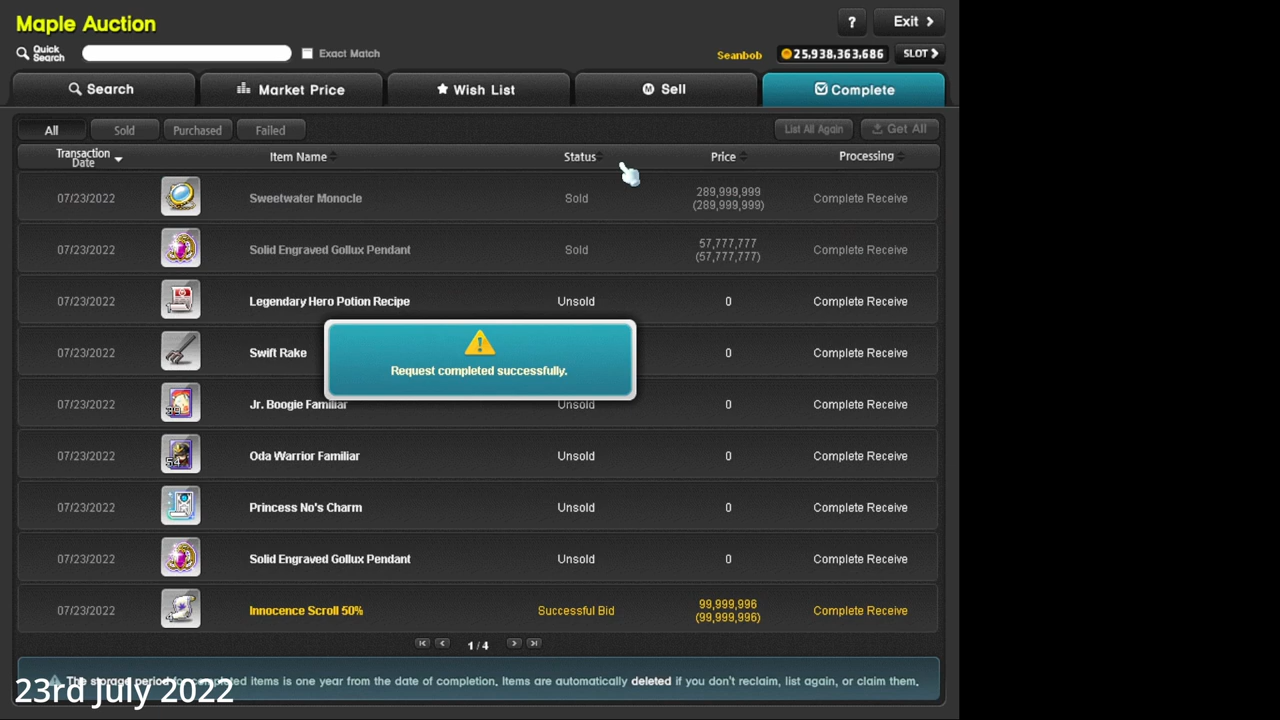 Maple Auction
?
Exit
Quick Search
Exact Match
Seanbob
25,938,363,686
SLOT
Search
Market Price
Wish List
Sell
Complete
All
Sold
Purchased
Failed
List All Again
Get All
Transaction Date
Item Name
Status
Price
Processing
07/23/2022
Sweetwater Monocle
Sold
289,999,999
(289,999,999)
Complete Receive
07/23/2022
Solid Engraved Gollux Pendant
Sold
57,777,777
(57,777,777)
Complete Receive
07/23/2022
Legendary Hero Potion Recipe
Unsold
0
Complete Receive
07/23/2022
Swift Rake
0
Complete Receive
Request completed successfully.
07/23/2022
Jr. Boogie Familiar
Unsold
0
Complete Receive
07/23/2022
54
Oda Warrior Familiar
Unsold
0
Complete Receive
07/23/2022
Princess No's Charm
Unsold
0
Complete Receive
07/23/2022
Solid Engraved Gollux Pendant
Unsold
0
Complete Receive
07/23/2022
Innocence Scroll 50%
Successful Bid
99,999,996
(99,999,996)
Complete Receive
1 / 4
The storage period for completed items is one year from the date of completion. Items are automatically deleted if you don't reclaim, list again, or claim them.
23rd July 2022